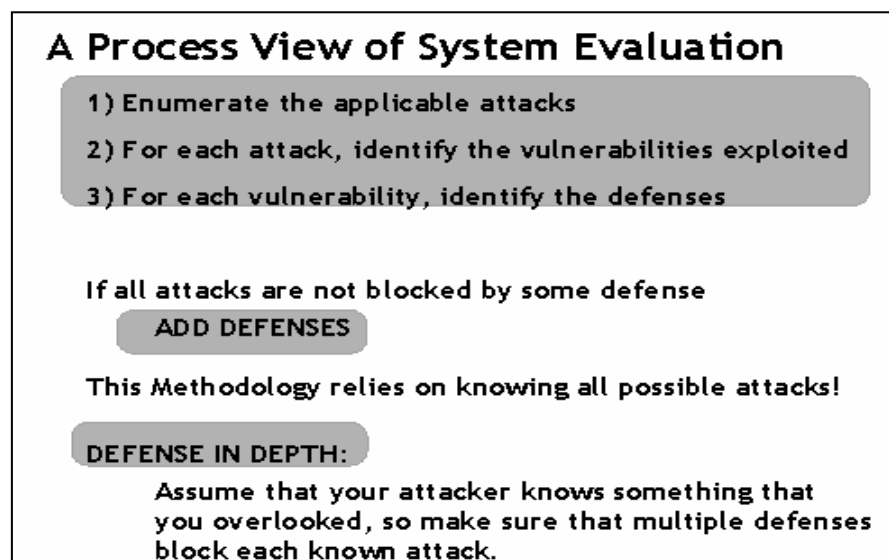 A Process View of System Evaluation
1) Enumerate the applicable attacks
2) For each attack, identify the vulnerabilities exploited
3) For each vulnerability, identify the defenses
If all attacks are not blocked by some defense
ADD DEFENSES
This Methodology relies on knowing all possible attacks!
DEFENSE IN DEPTH:
Assume that your attacker knows something that
you overlooked, so make sure that multiple defenses
block each known attack.